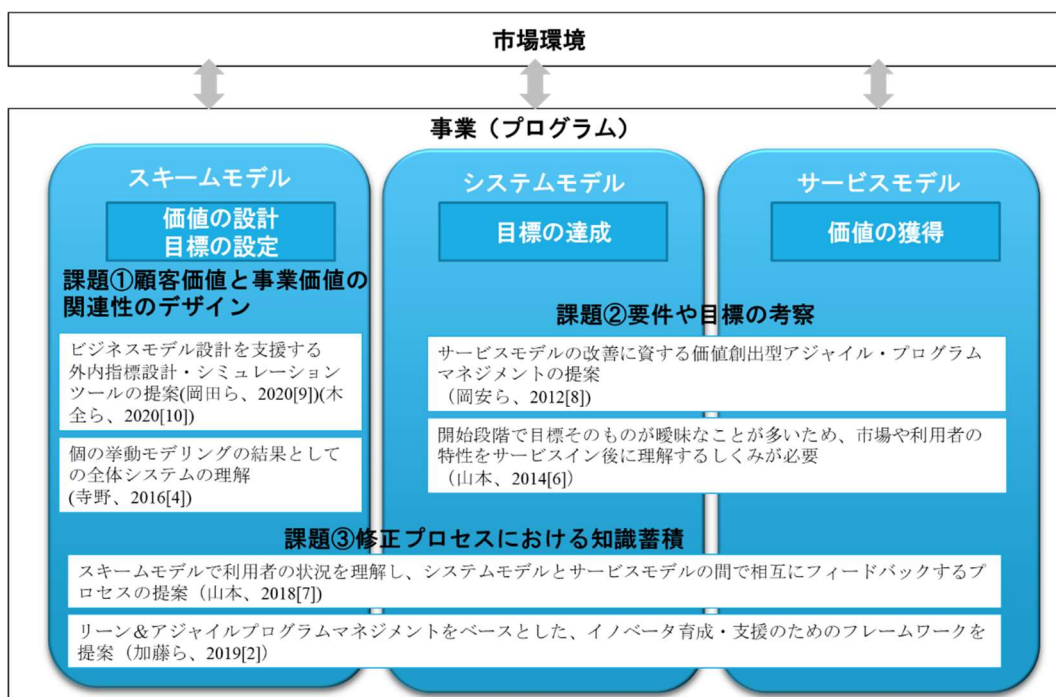 市場環境
事業（プログラム）
スキームモデル
価値の設計
目標の設定
システムモデル
目標の達成
サービスモデル
価値の獲得
課題①顧客価値と事業価値の
関連性のデザイン
ビジネスモデル設計を支援する
外内指標設計・シミュレーション
ツールの提案(岡田ら、2020[9])(木
全ら、2020[10])
個の挙動モデリングの結果として
の全体システムの理解
(寺野、2016[4])
課題②要件や目標の考察
サービスモデルの改善に資する価値創出型アジャイル・プログラム
マネジメントの提案
（岡安ら、2012[8]）
開始段階で目標そのものが曖昧なことが多いため、市場や利用者の
特性をサービスイン後に理解するしくみが必要
（山本、2014[6]）
課題③修正プロセスにおける知識蓄積
スキームモデルで利用者の状況を理解し、システムモデルとサービスモデルの間で相互にフィードバックするプ
ロセスの提案（山本、2018[7])
リーン＆アジャイルプログラムマネジメントをベースとした、イノベータ育成・支援のためのフレームワークを
提案（加藤ら、2019[2]）